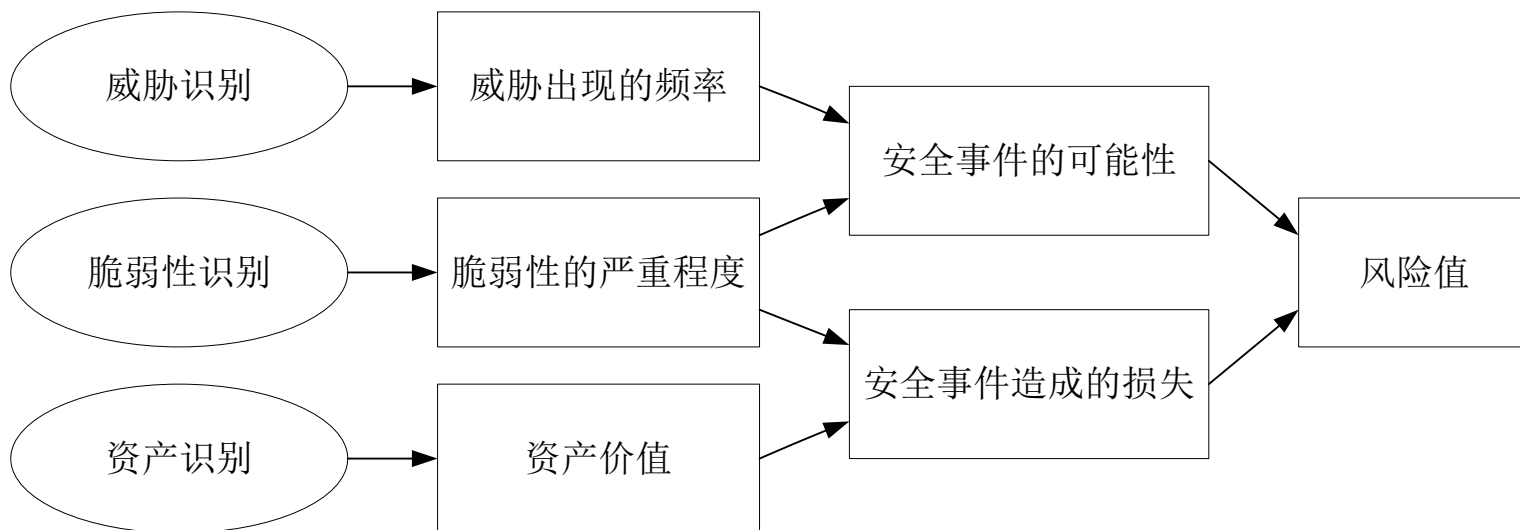 威胁识别
威胁出现的频率
安全事件的可能性
脆弱性识别
脆弱性的严重程度
风险值
安全事件造成的损失
资产识别
资产价值